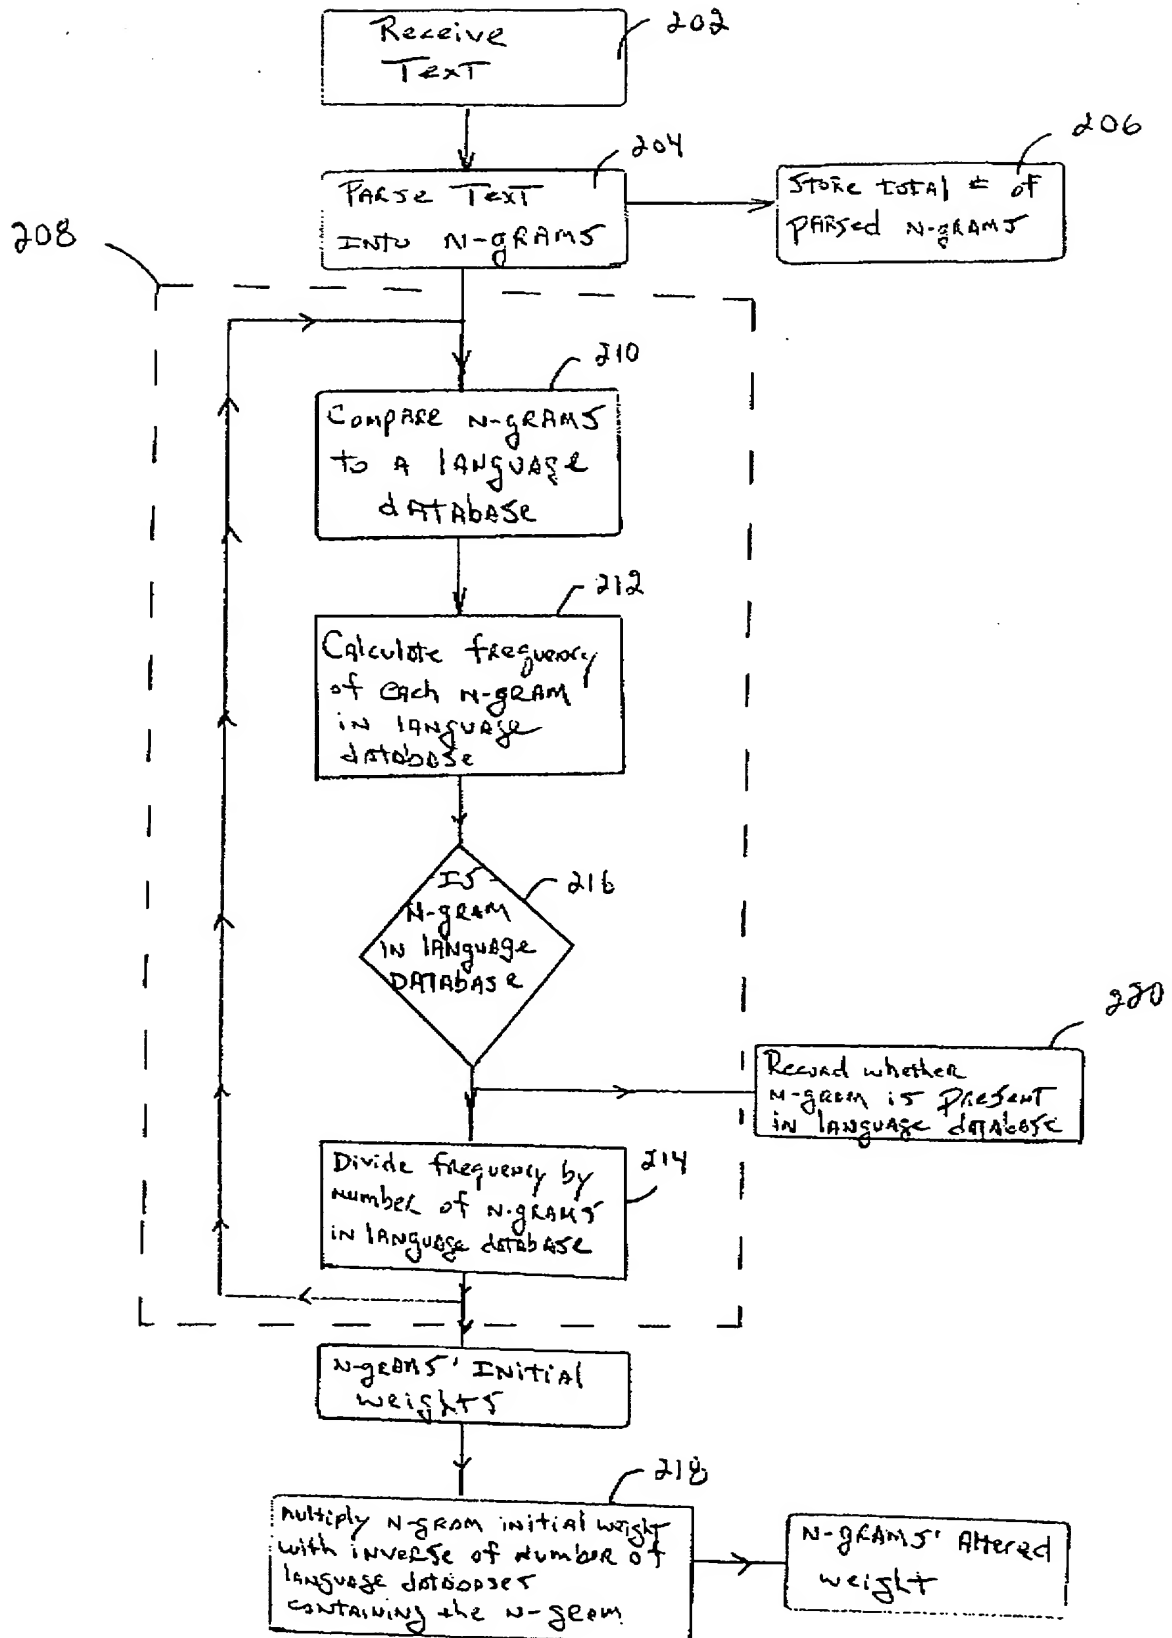 Receive
Text
202
Parse Text
Into N-grams
204
Store total # of
parsed N-grams
206
208
Compare N-grams
to a language
database
210
Calculate frequency
of each N-gram
in language
database
212
Is
N-gram
in language
Database
216
Record whether
N-gram is present
in language database
220
Divide frequency by
number of N-grams
in language database
214
N-grams' Initial
weights
Multiply N-gram initial weight
with inverse of number of
language databases
containing the N-gram
218
N-grams' Altered
weight